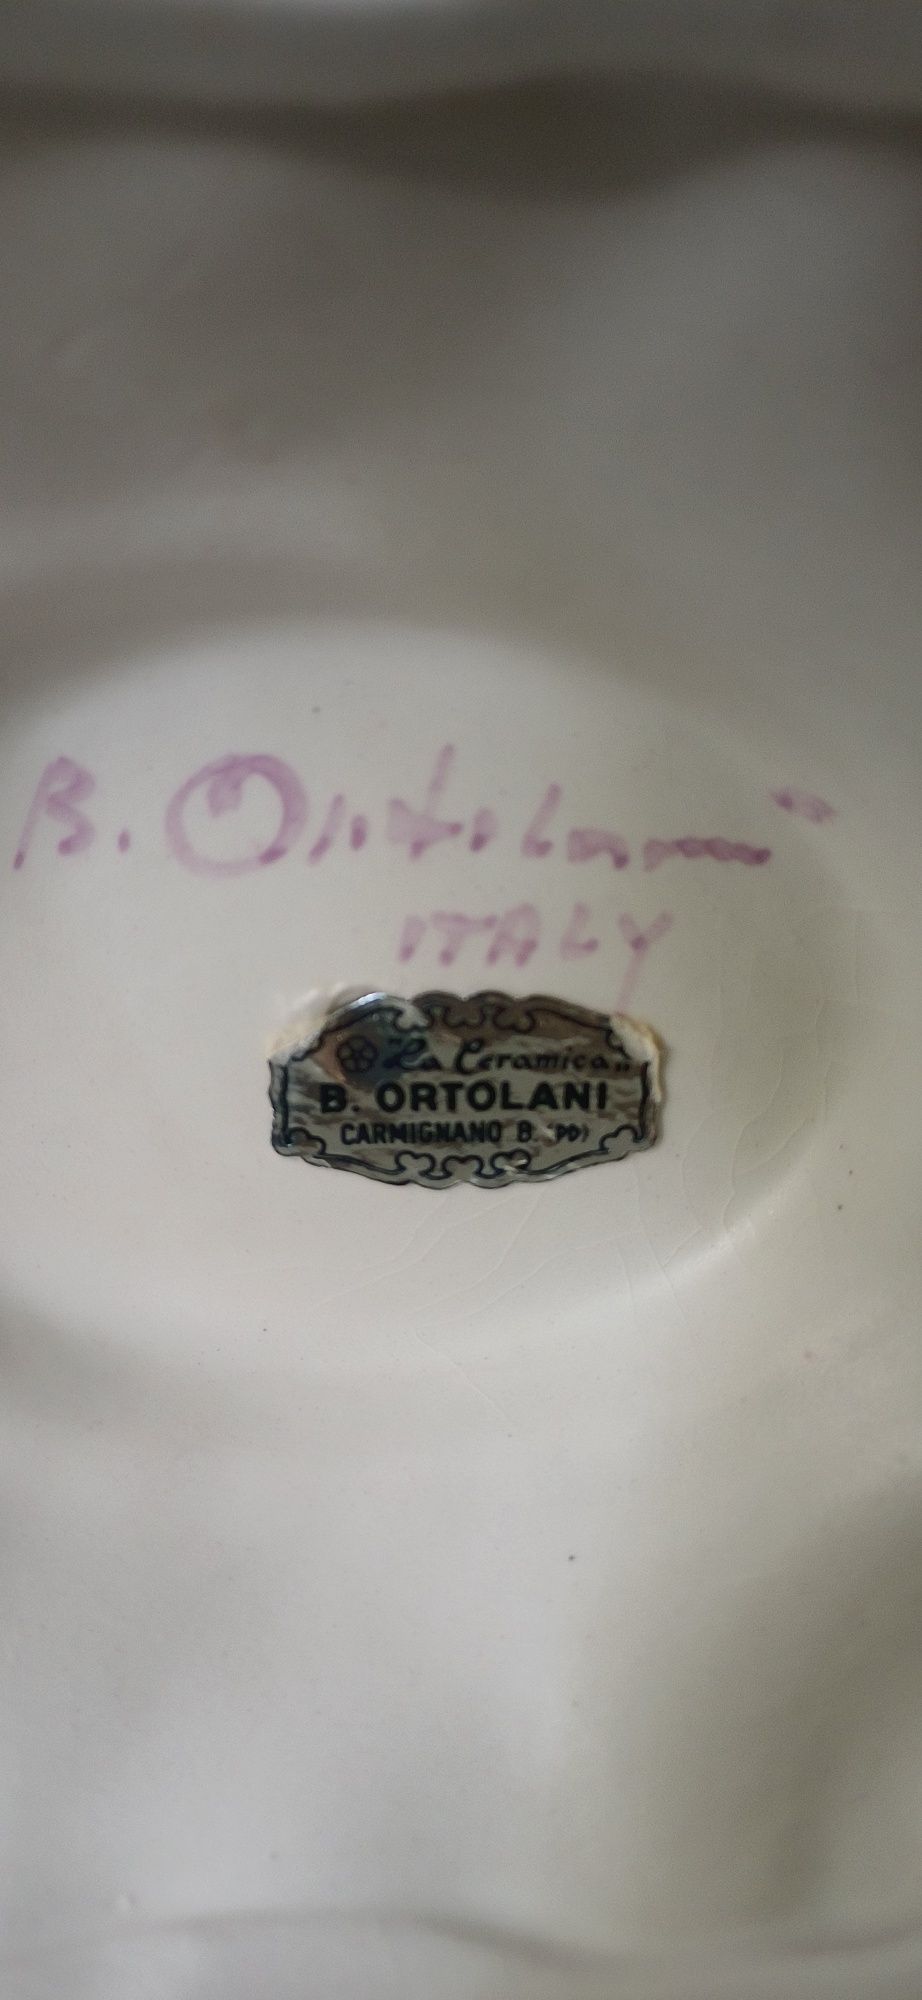 B. Ortolani
ITALY
"La Ceramica"
B. ORTOLANI
CARMIGNANO B. (PD)